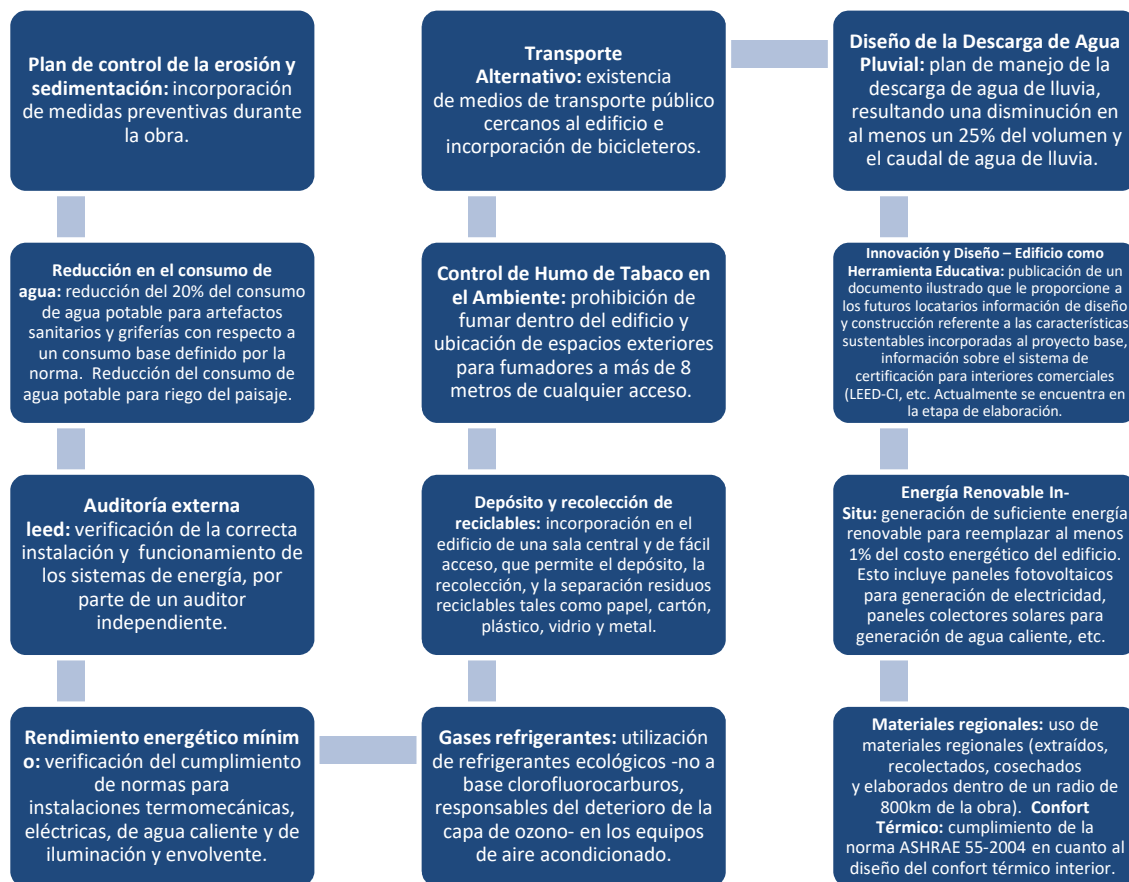 Plan de control de la erosión y
sedimentación: incorporación
de medidas preventivas durante
la obra.
Reducción en el consumo de
agua: reducción del 20% del consumo
de agua potable para artefactos
sanitarios y griferías con respecto a
un consumo base definido por la
norma.  Reducción del consumo de
agua potable para riego del paisaje.
Auditoría externa
leed: verificación de la correcta
instalación y  funcionamiento de
los sistemas de energía, por
parte de un auditor
independiente.
Rendimiento energético mínim
o: verificación del cumplimiento
de normas para
instalaciones termomecánicas,
eléctricas, de agua caliente y de
iluminación y envolvente.
Gases refrigerantes: utilización
de refrigerantes ecológicos -no a
base clorofluorocarburos,
responsables del deterioro de la
capa de ozono- en los equipos
de aire acondicionado.
Depósito y recolección de
reciclables: incorporación en el
edificio de una sala central y de fácil
acceso, que permite el depósito, la
recolección, y la separación residuos
reciclables tales como papel, cartón,
plástico, vidrio y metal.
Control de Humo de Tabaco en
el Ambiente: prohibición de
fumar dentro del edificio y
ubicación de espacios exteriores
para fumadores a más de 8
metros de cualquier acceso.
Transporte
Alternativo: existencia
de medios de transporte público
cercanos al edificio e
incorporación de bicicleteros.
Diseño de la Descarga de Agua
Pluvial: plan de manejo de la
descarga de agua de lluvia,
resultando una disminución en
al menos un 25% del volumen y
el caudal de agua de lluvia.
Innovación y Diseño – Edificio como
Herramienta Educativa: publicación de un
documento ilustrado que le proporcione a
los futuros locatarios información de diseño
y construcción referente a las características
sustentables incorporadas al proyecto base,
información sobre el sistema de
certificación para interiores comerciales
(LEED-CI, etc. Actualmente se encuentra en
la etapa de elaboración.
Energía Renovable In-
Situ: generación de suficiente energía
renovable para reemplazar al menos
1% del costo energético del edificio.
Esto incluye paneles fotovoltaicos
para generación de electricidad,
paneles colectores solares para
generación de agua caliente, etc.
Materiales regionales: uso de
materiales regionales (extraídos,
recolectados, cosechados
y elaborados dentro de un radio de
800km de la obra).  Confort
Térmico: cumplimiento de la
norma ASHRAE 55-2004 en cuanto al
diseño del confort térmico interior.